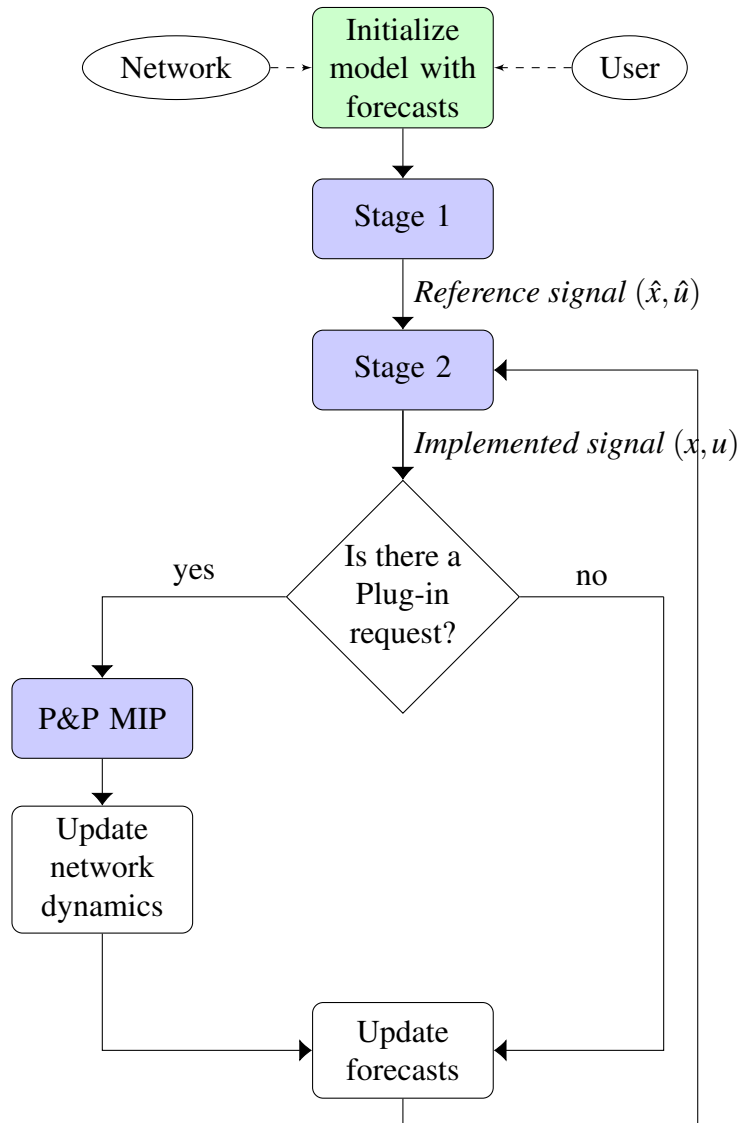 Network
Initialize
model with
forecasts
User
Stage 1
Reference signal (x̂, û)
Stage 2
Implemented signal (x, u)
Is there a
Plug-in
request?
yes
no
P&P MIP
Update
network
dynamics
Update
forecasts